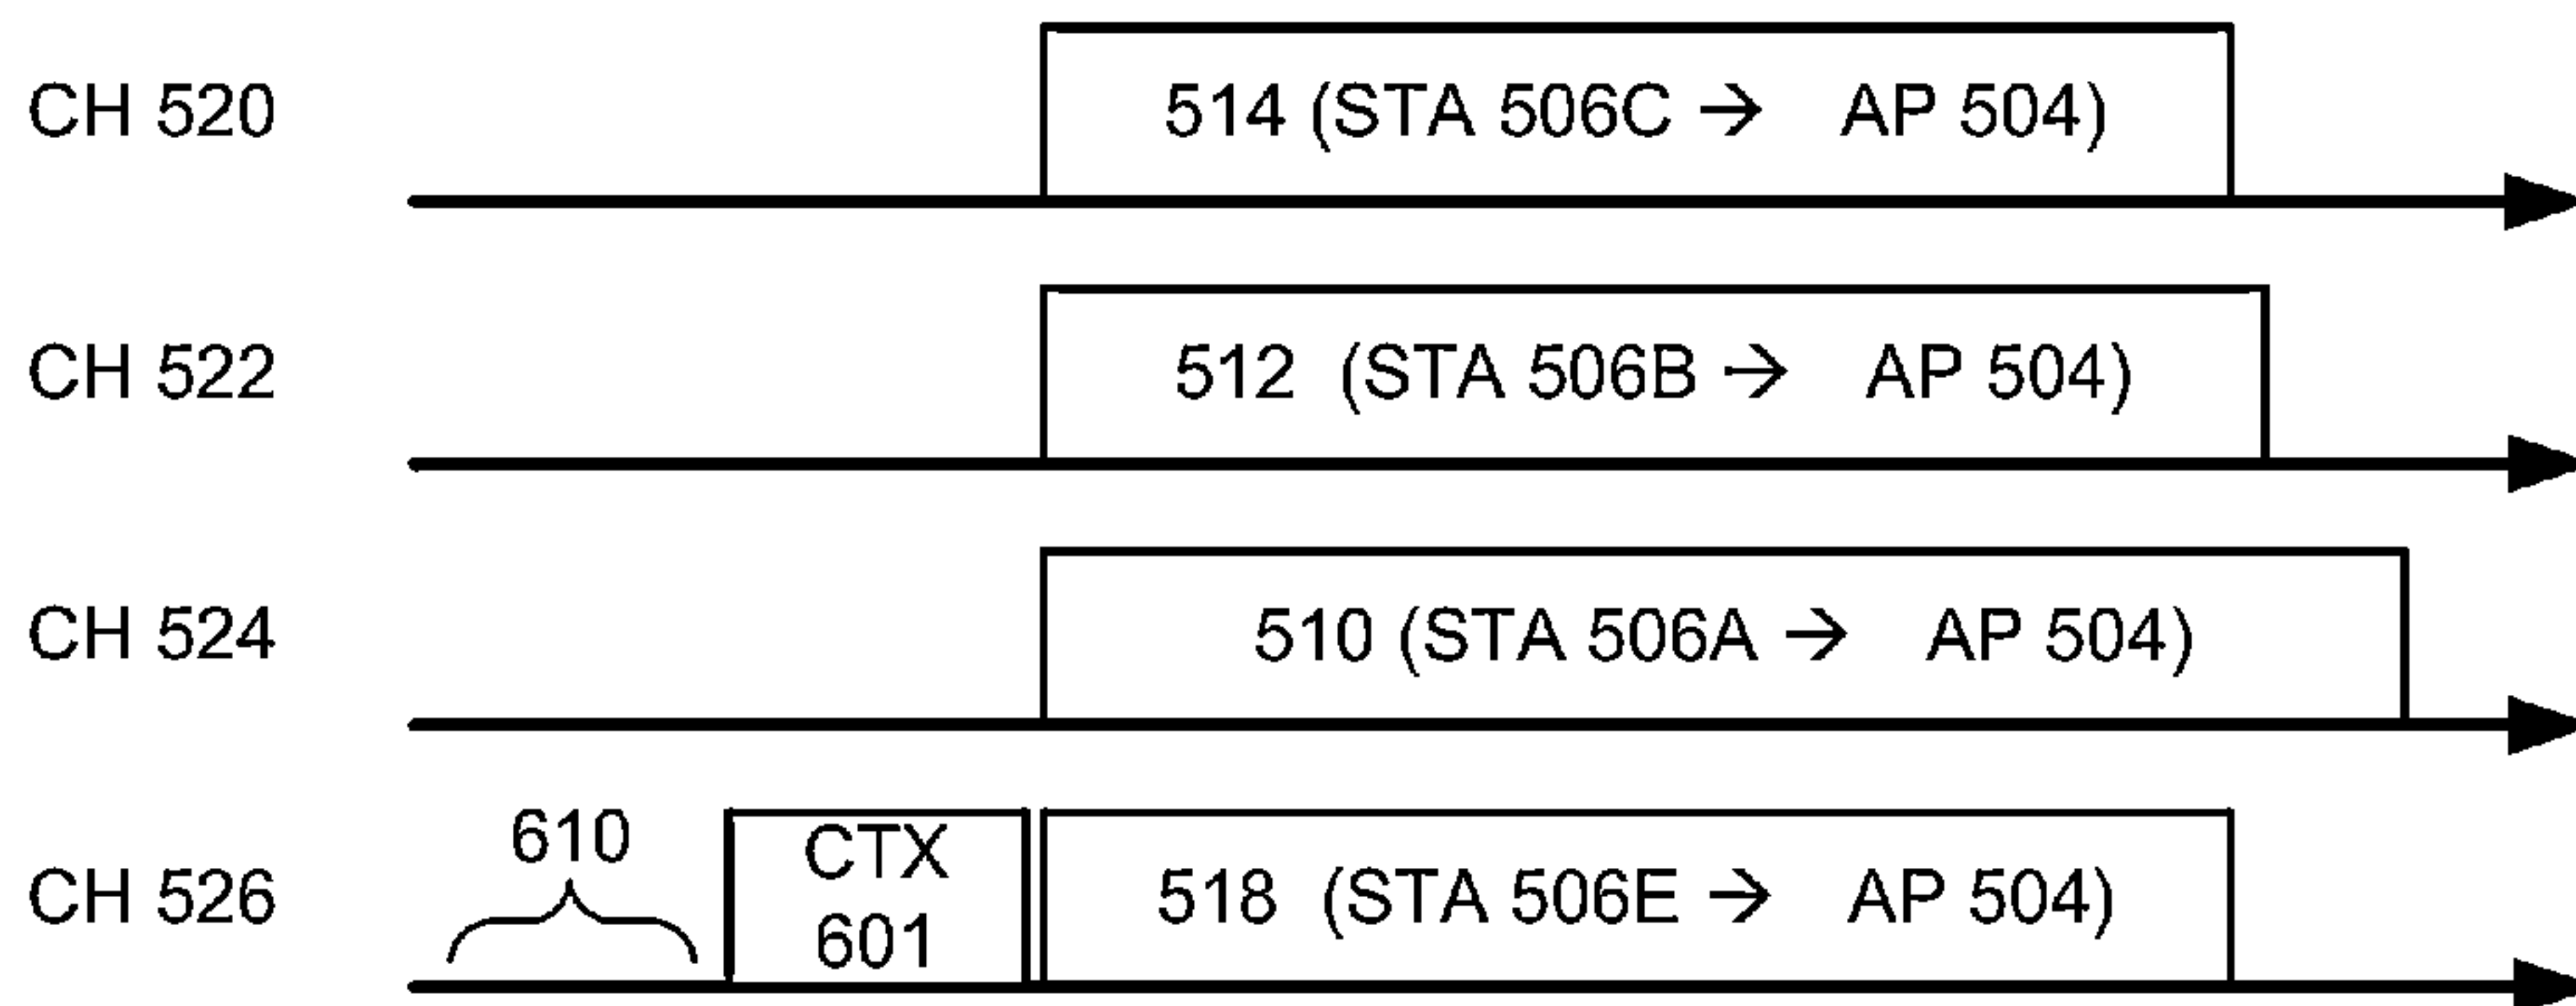 CH 520
514 (STA 506C → AP 504)
CH 522
512 (STA 506B → AP 504)
CH 524
510 (STA 506A → AP 504)
CH 526
610
CTX
601
518 (STA 506E → AP 504)